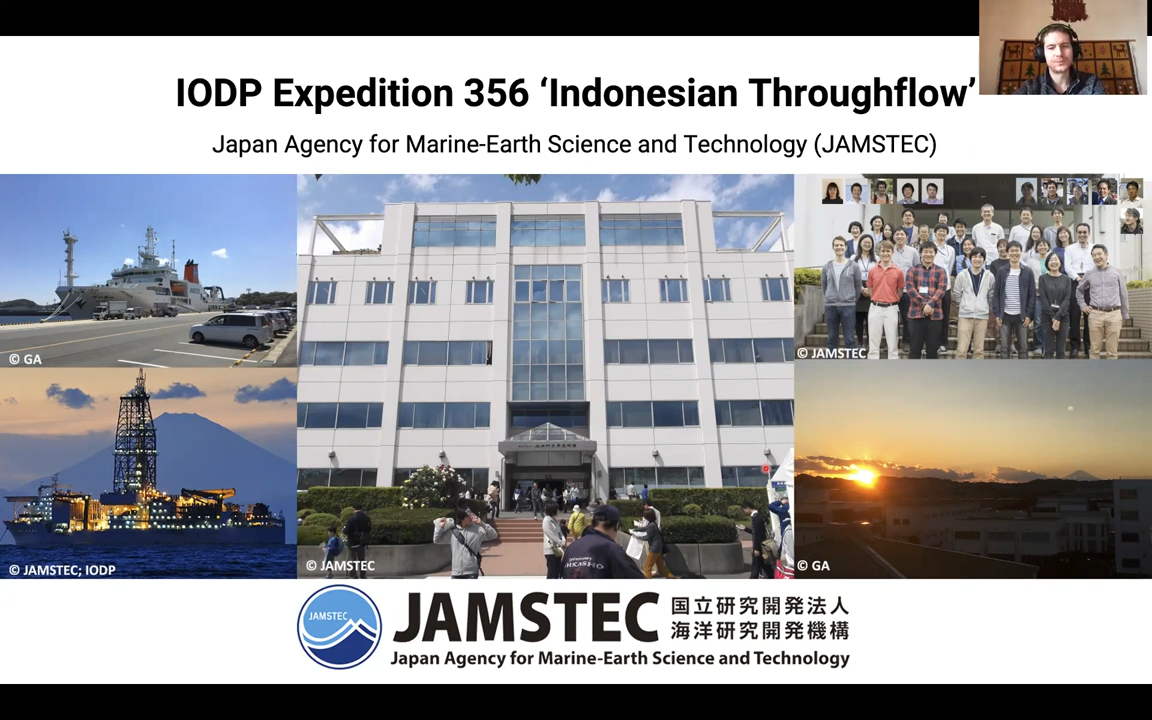 IODP Expedition 356 ‘Indonesian Throughflow’
Japan Agency for Marine-Earth Science and Technology (JAMSTEC)
© GA
© JAMSTEC; IODP
© JAMSTEC
© JAMSTEC
© GA
JAMSTEC
JAMSTEC
国立研究開発法人
海洋研究開発機構
Japan Agency for Marine-Earth Science and Technology